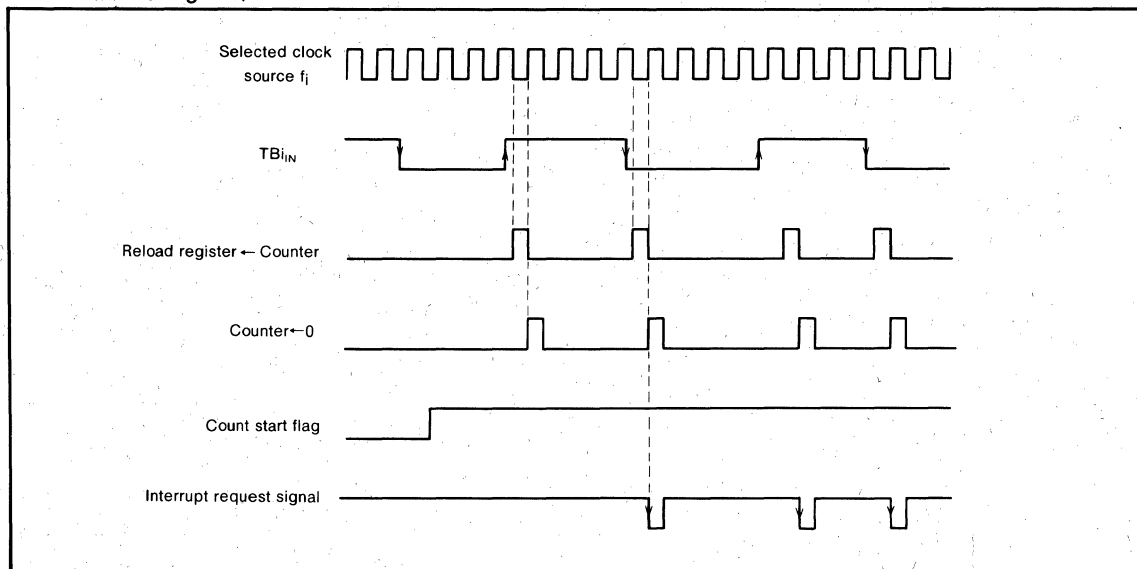 Selected clock
source fi
TBiIN
Reload register ← Counter
Counter←0
Count start flag
Interrupt request signal